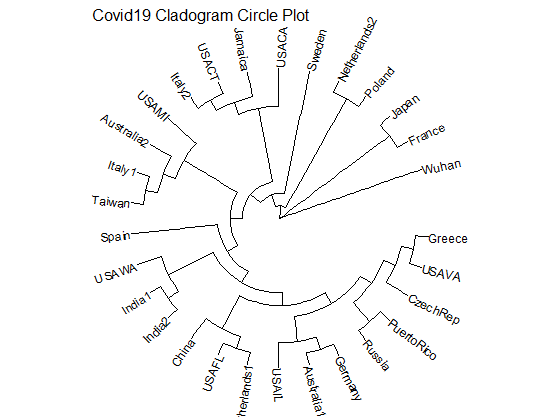 Covid19 Cladogram Circle Plot
Wuhan
France
Japan
Poland
Netherlands2
Sweden
USACA
Jamaica
USACT
Italy2
USAMI
Australia2
Italy1
Taiwan
Spain
USAWA
India1
India2
China
USAFL
therlands1
USAIL
Australia1
Germany
Russia
PuertoRico
CzechRep
USAVA
Greece